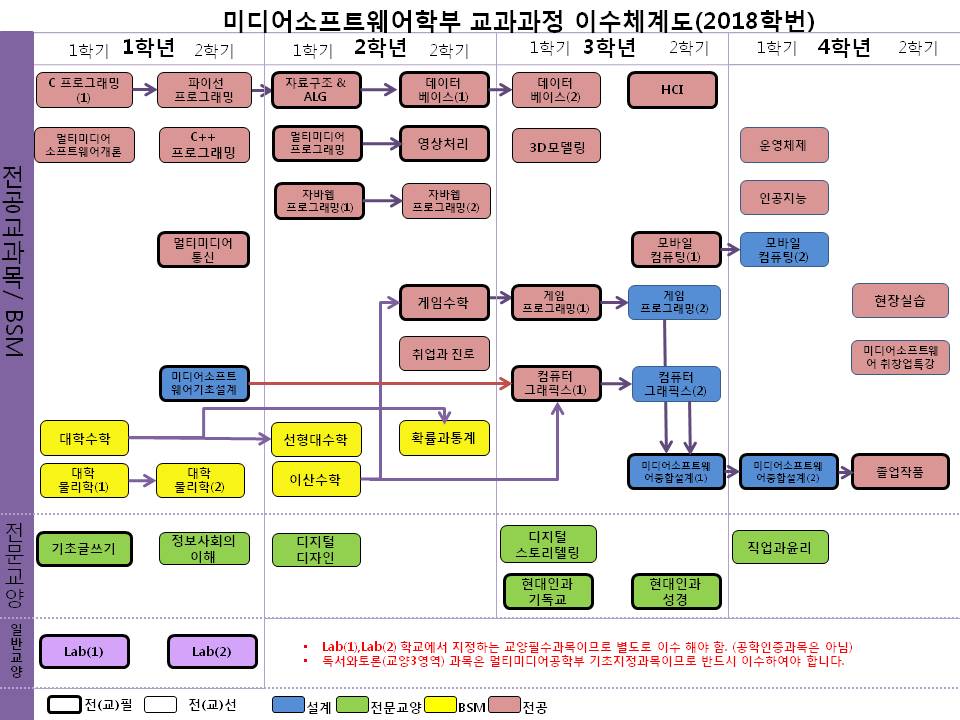 미디어소프트웨어학부 교과과정 이수체계도(2018학번)
1학기 1학년 2학기
1학기 2학년 2학기
1학기 3학년 2학기
1학기 4학년 2학기
전공교과목/ BSM
C 프로그래밍
(1)
파이선
프로그래밍
자료구조 &
ALG
데이터
베이스(1)
데이터
베이스(2)
HCI
멀티미디어
소프트웨어개론
C++
프로그래밍
멀티미디어
프로그래밍
영상처리
3D모델링
운영체제
자바웹
프로그래밍(1)
자바웹
프로그래밍(2)
인공지능
멀티미디어
통신
모바일
컴퓨팅(1)
모바일
컴퓨팅(2)
게임수학
게임
프로그래밍(1)
게임
프로그래밍(2)
현장실습
취업과 진로
미디어소프트웨
어 취창업특강
미디어소프트
웨어기초설계
컴퓨터
그래픽스(1)
컴퓨터
그래픽스(2)
대학수학
선형대수학
확률과통계
대학
물리학(1)
대학
물리학(2)
이산수학
미디어소프트웨
어종합설계(1)
미디어소프트웨
어종합설계(2)
졸업작품
전문교양
기초글쓰기
정보사회의
이해
디지털
디자인
디지털
스토리텔링
직업과윤리
현대인과
기독교
현대인과
성경
일반교양
Lab(1)
Lab(2)
• Lab(1),Lab(2) 학교에서 지정하는 교양필수과목이므로 별도로 이수 해야 함. (공학인증과목은 아님)
• 독서와토론(교양3영역) 과목은 멀티미디어공학부 기초지정과목이므로 반드시 이수하여야 합니다.
전(교)필
전(교)선
설계
전문교양
BSM
전공